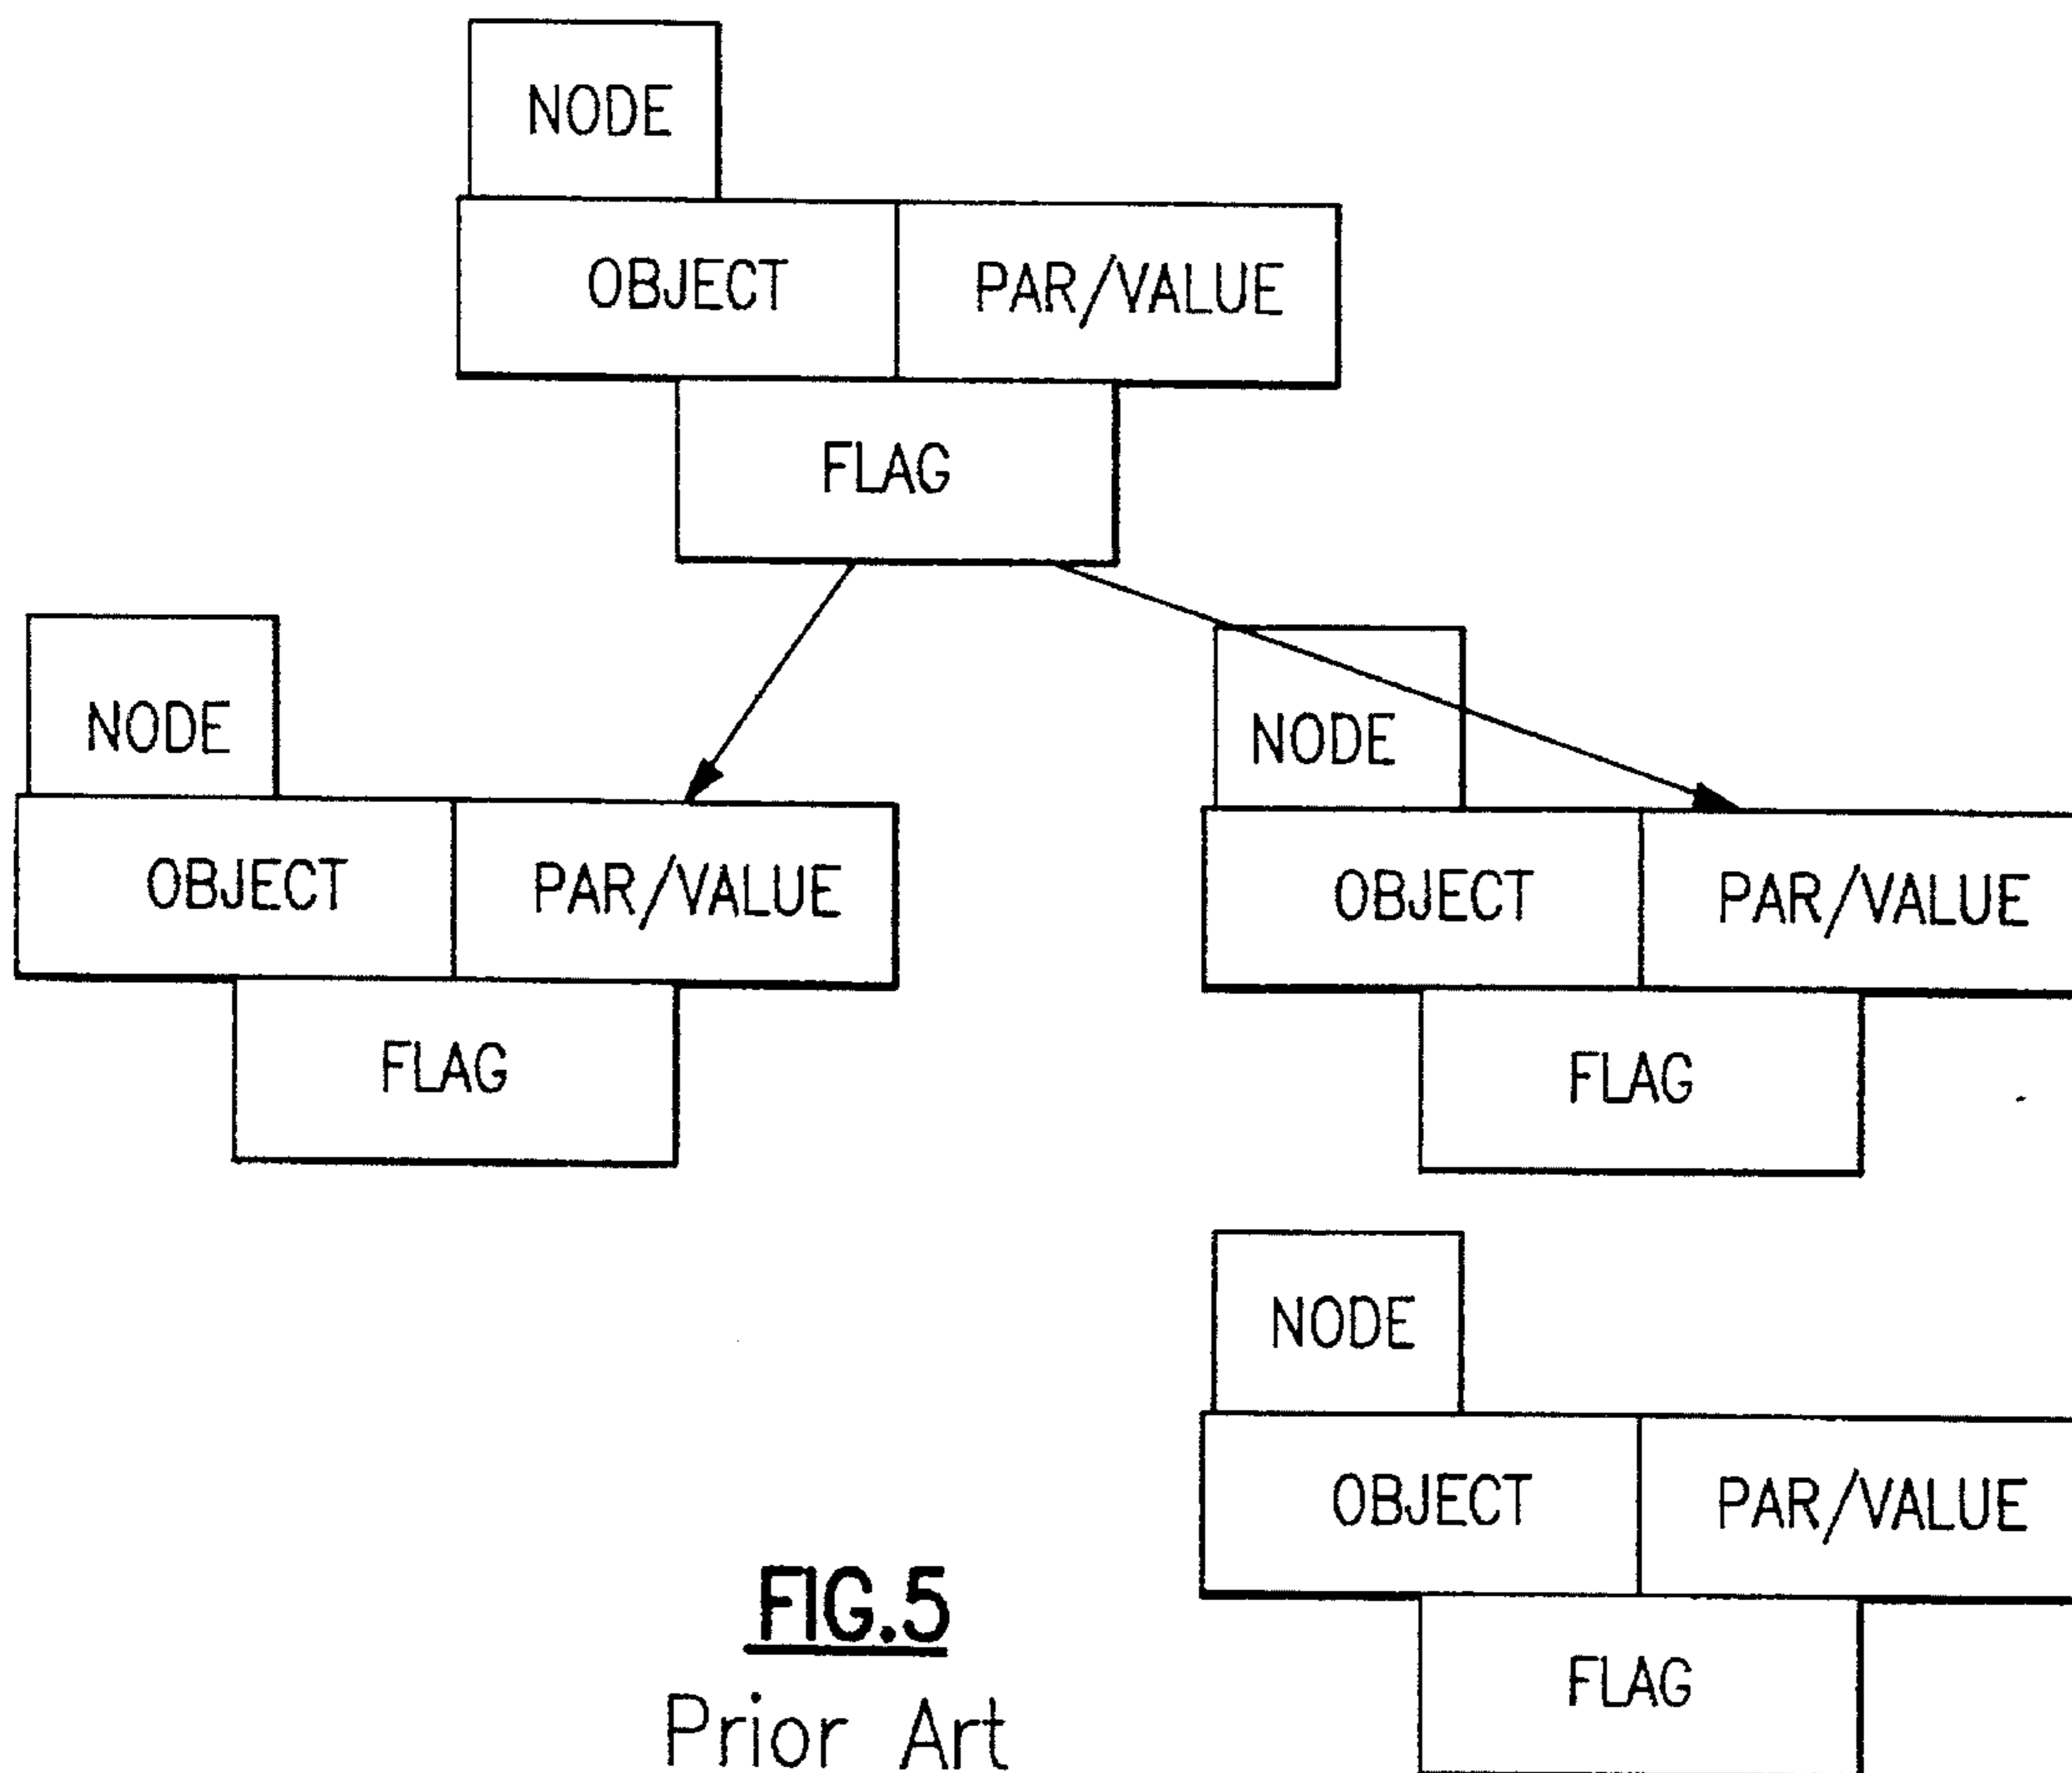 NODE
OBJECT PAR/VALUE
FLAG
NODE
OBJECT PAR/VALUE
FLAG
NODE
OBJECT PAR/VALUE
FLAG
NODE
OBJECT PAR/VALUE
FLAG
FIG.5
Prior Art